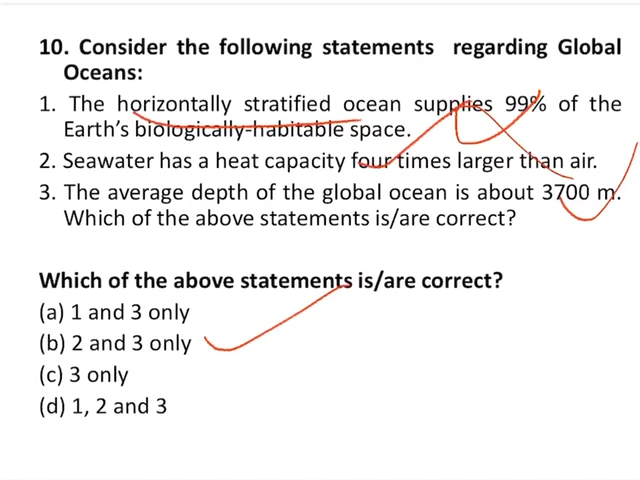 10. Consider the following statements regarding Global
Oceans:
1. The horizontally stratified ocean supplies 99% of the
Earth's biologically-habitable space.
2. Seawater has a heat capacity four times larger than air.
3. The average depth of the global ocean is about 3700 m.
Which of the above statements is/are correct?
Which of the above statements is/are correct?
(a) 1 and 3 only
(b) 2 and 3 only
(c) 3 only
(d) 1, 2 and 3